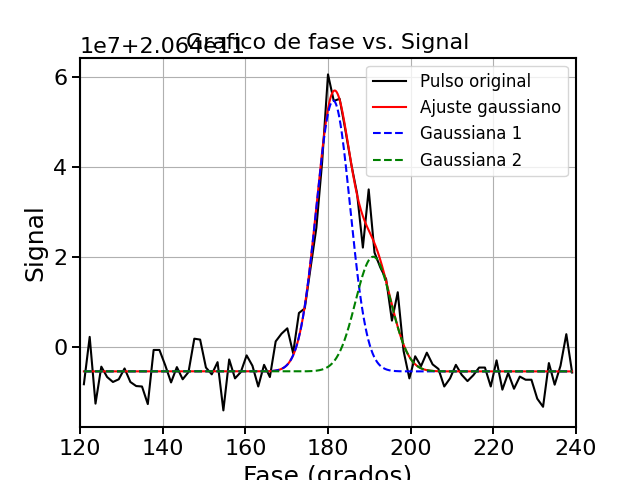 1e7+2.064e11
Grafico de fase vs. Signal
Pulso original
Ajuste gaussiano
Gaussiana 1
Gaussiana 2
Signal
6
4
2
0
120 140 160 180 200 220 240
Fase (grados)